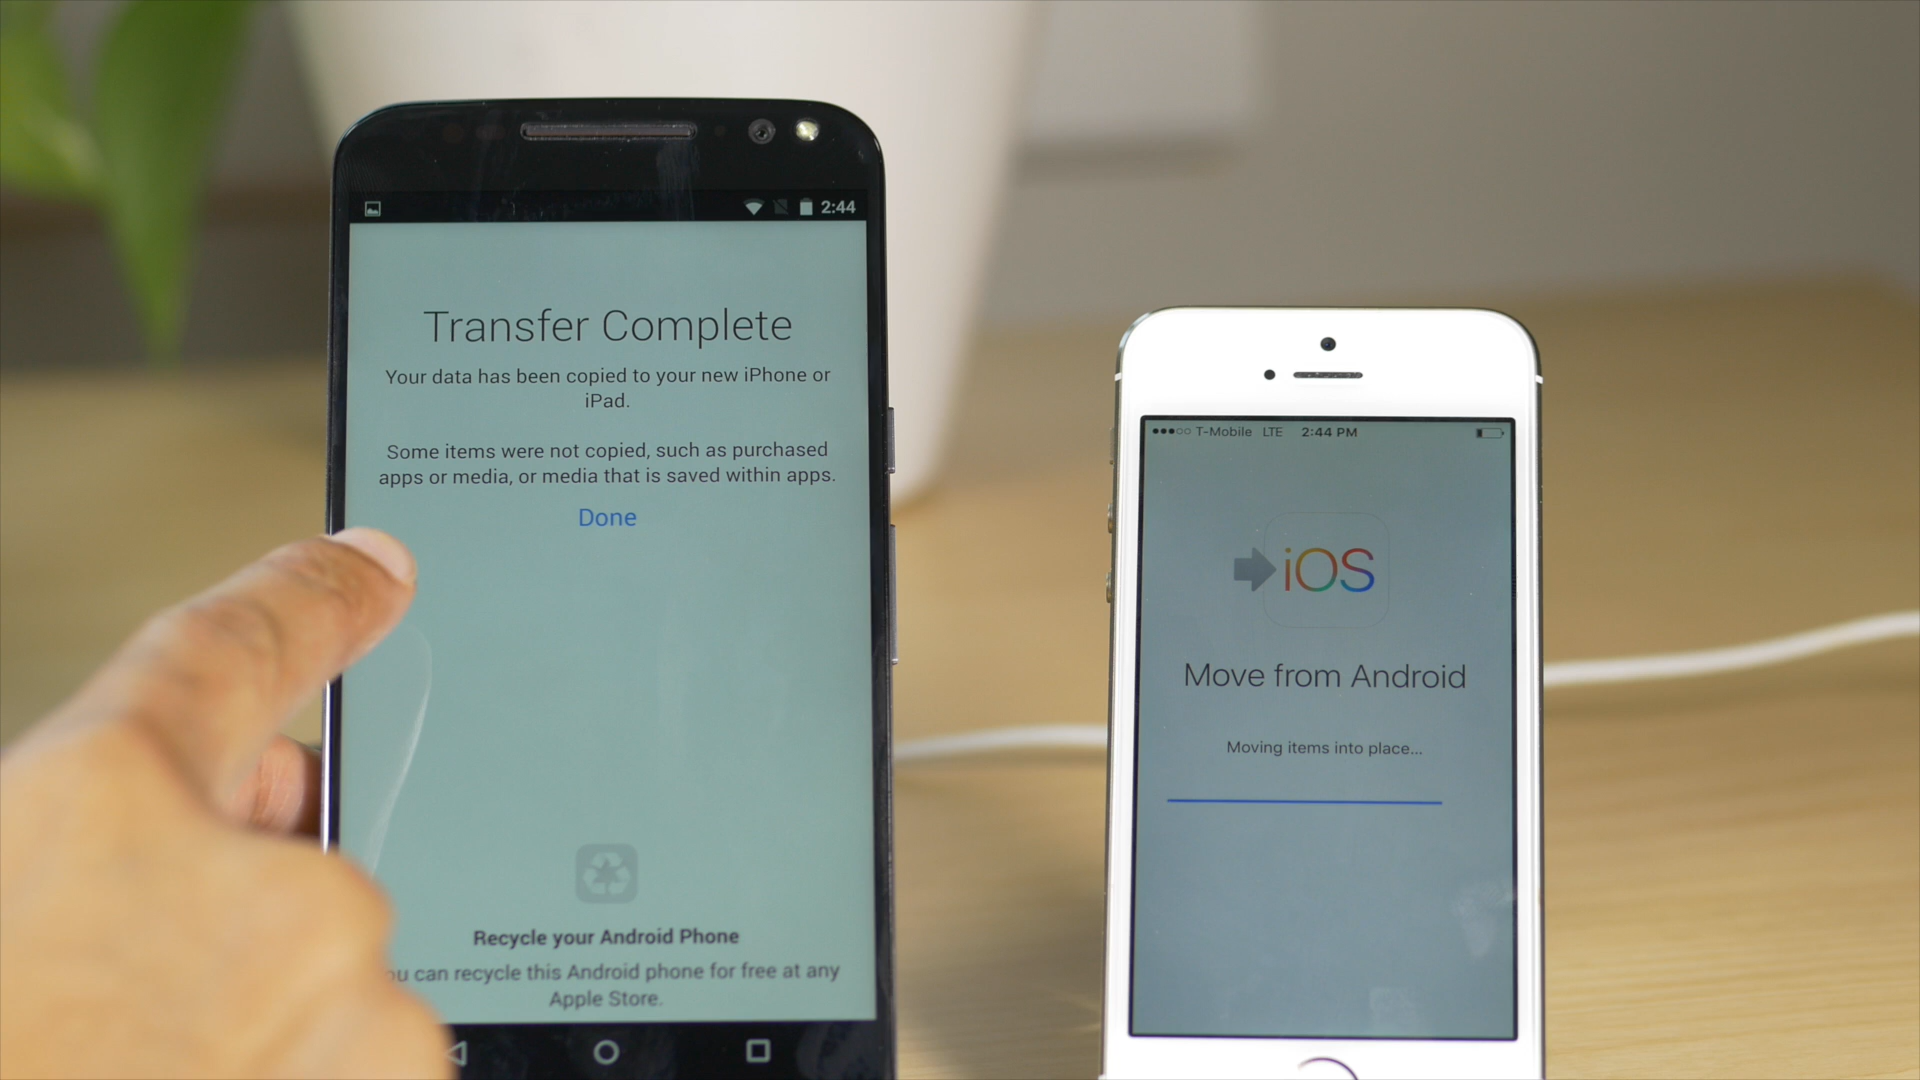 2:44
Transfer Complete
Your data has been copied to your new iPhone or
iPad.
Some items were not copied, such as purchased
apps or media, or media that is saved within apps.
Done
Recycle your Android Phone
ou can recycle this Android phone for free at any
Apple Store.
T-Mobile LTE 2:44 PM
iOS
Move from Android
Moving items into place...